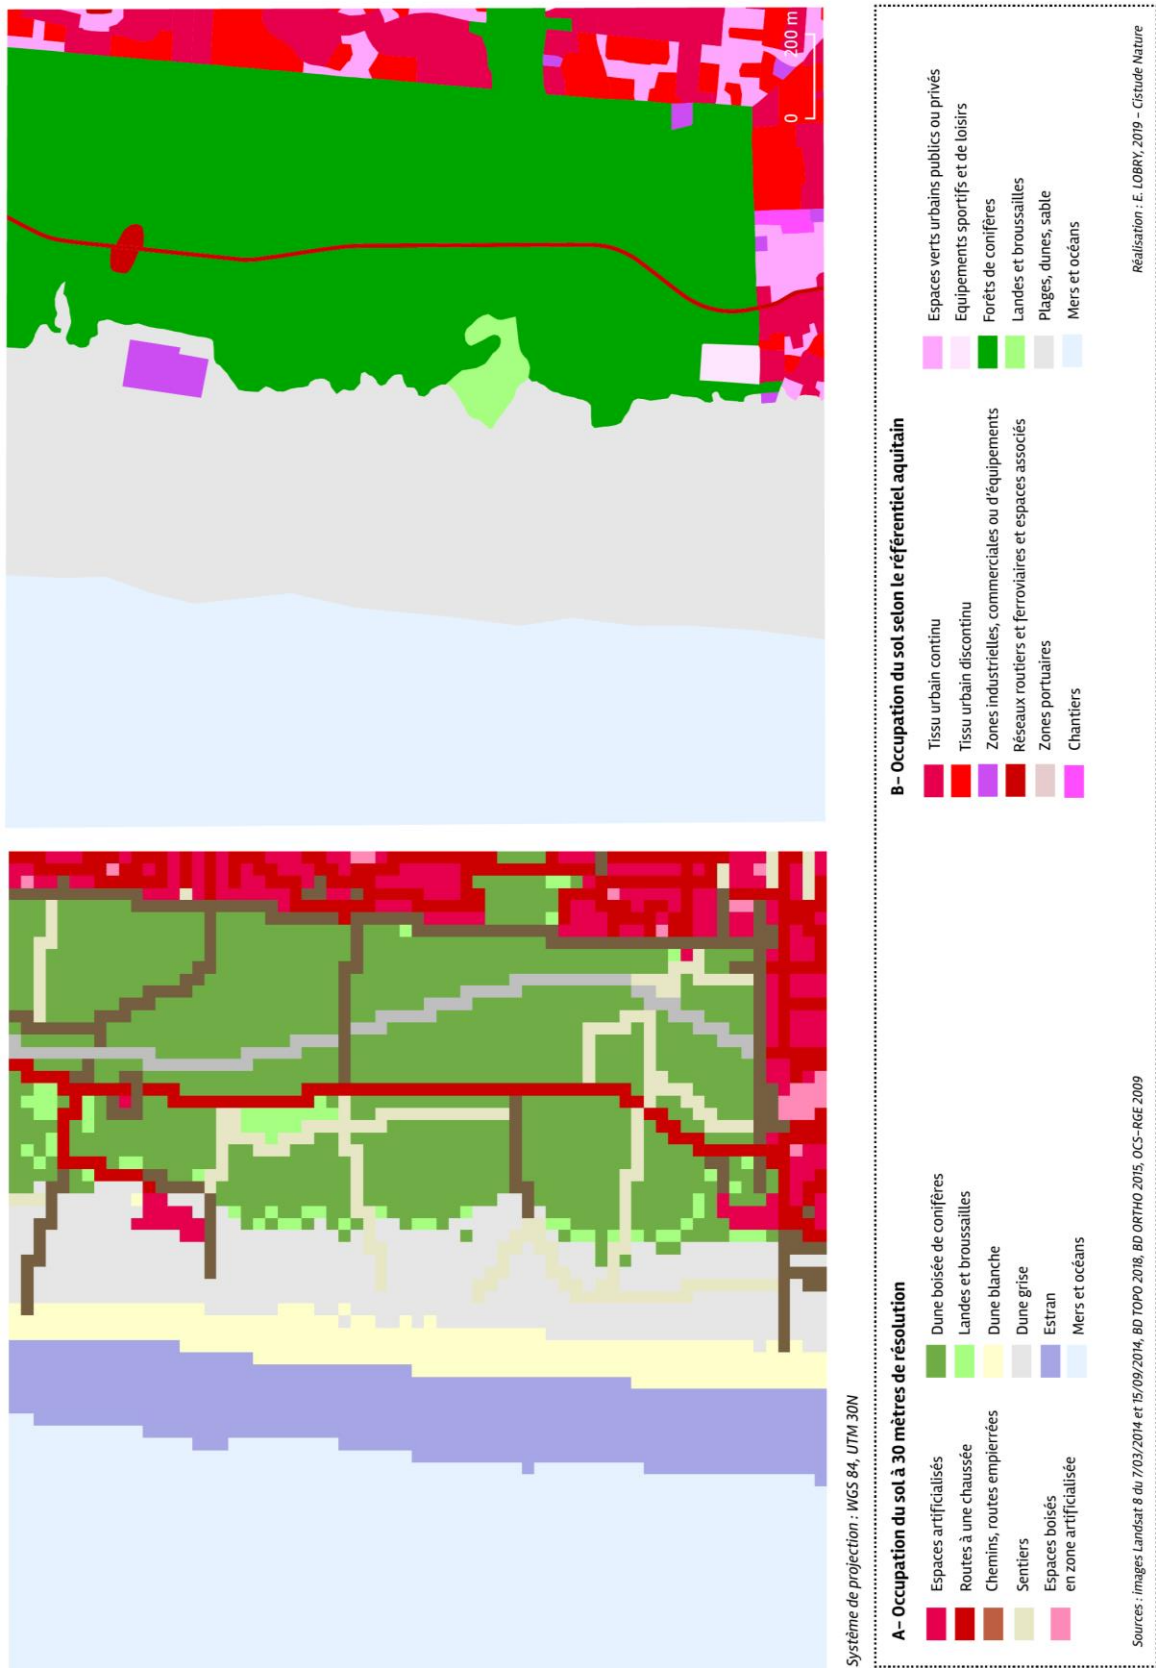 0 200 m
Système de projection : WGS 84, UTM 30N
A- Occupation du sol à 30 mètres de résolution
Espaces artificialisés
Routes à une chaussée
Chemins, routes empierrées
Sentiers
Espaces boisés
en zone artificialisée
Dune boisée de conifères
Landes et broussailles
Dune blanche
Dune grise
Estran
Mers et océans
B- Occupation du sol selon le référentiel aquitain
Tissu urbain continu
Tissu urbain discontinu
Zones industrielles, commerciales ou d'équipements
Réseaux routiers et ferroviaires et espaces associés
Zones portuaires
Chantiers
Espaces verts urbains publics ou privés
Equipements sportifs et de loisirs
Forêts de conifères
Landes et broussailles
Plages, dunes, sable
Mers et océans
Sources : images Landsat 8 du 7/03/2014 et 15/09/2014, BD TOPO 2018, BD ORTHO 2015, OCS-RGE 2009
Réalisation : E. LOBRY, 2019 – Cistude Nature